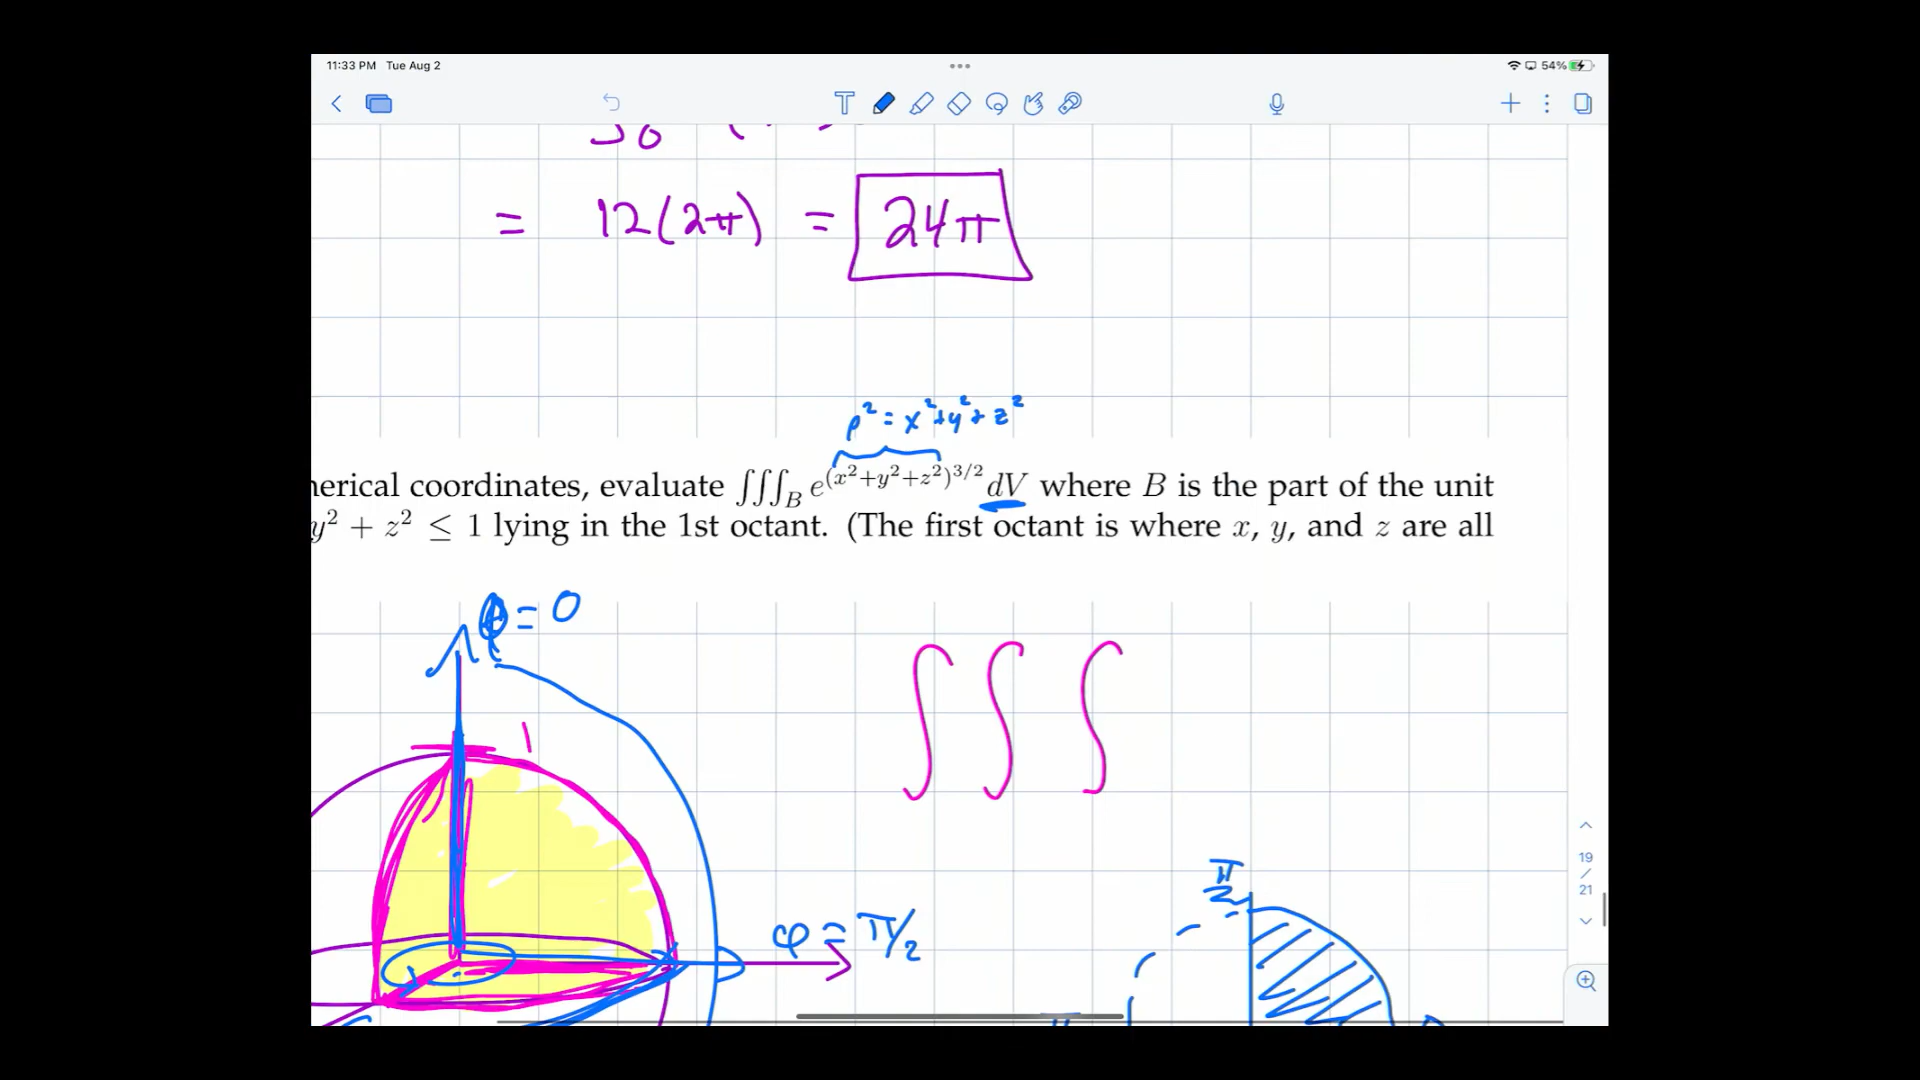 11:33 PM Tue Aug 2
54%
= 12(2π) = 24π
ρ² = x² + y² + z²
herical coordinates, evaluate ∭_B e^{(x²+y²+z²)^{3/2}} dV where B is the part of the unit
y² + z² ≤ 1 lying in the 1st octant. (The first octant is where x, y, and z are all
φ = 0
∫ ∫ ∫
1
19
/
21
π/2
φ = π/2